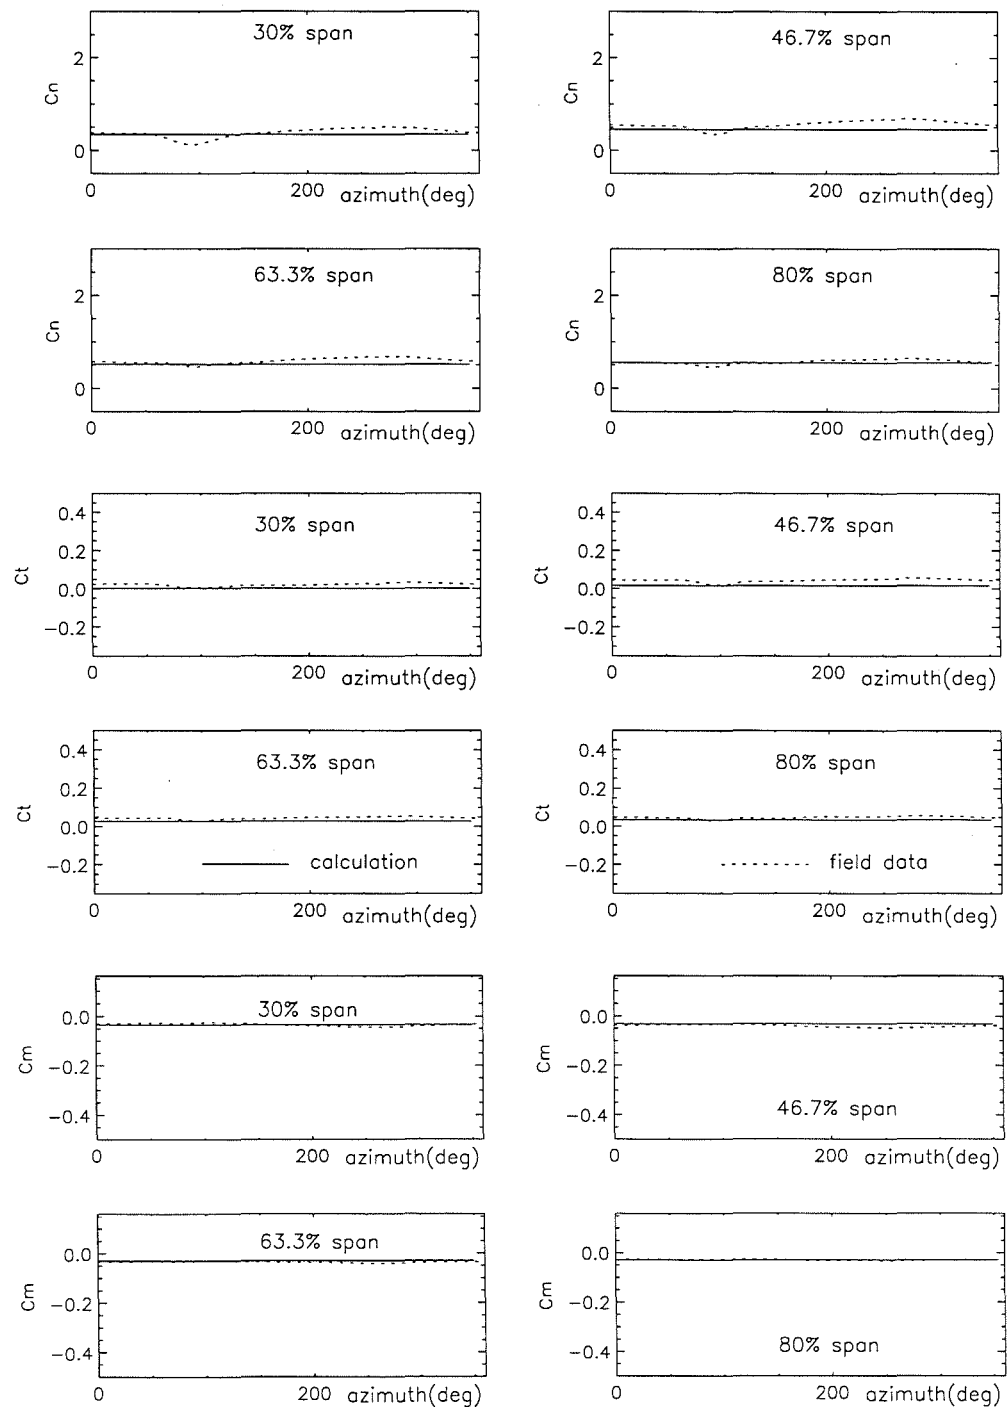 30% span
2
Cn
0
0
200
azimuth(deg)
46.7% span
2
Cn
0
0
200
azimuth(deg)
63.3% span
2
Cn
0
0
200
azimuth(deg)
80% span
2
Cn
0
0
200
azimuth(deg)
0.4
30% span
0.2
Ct
0.0
−0.2
0
200
azimuth(deg)
0.4
46.7% span
0.2
Ct
0.0
−0.2
0
200
azimuth(deg)
0.4
63.3% span
0.2
Ct
0.0
−0.2
calculation
0
200
azimuth(deg)
0.4
80% span
0.2
Ct
0.0
−0.2
field data
0
200
azimuth(deg)
30% span
0.0
Cm
−0.2
−0.4
0
200
azimuth(deg)
0.0
Cm
−0.2
−0.4
46.7% span
0
200
azimuth(deg)
63.3% span
0.0
Cm
−0.2
−0.4
0
200
azimuth(deg)
0.0
Cm
−0.2
−0.4
80% span
0
200
azimuth(deg)